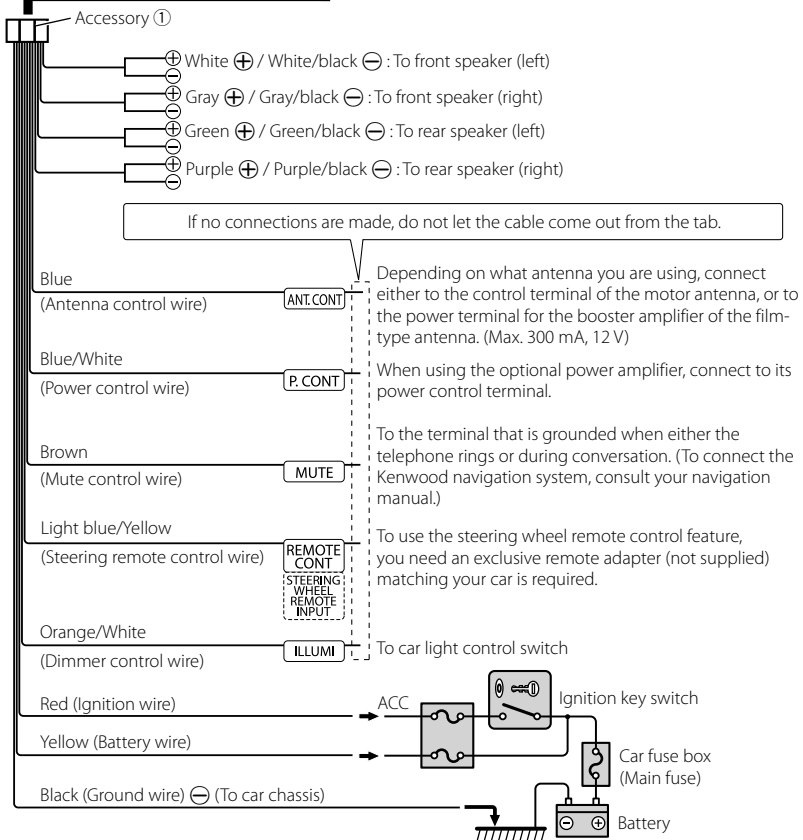 Accessory ①
⊕ White ⊕ / White/black ⊖ : To front speaker (left)
⊖
⊕ Gray ⊕ / Gray/black ⊖ : To front speaker (right)
⊖
⊕ Green ⊕ / Green/black ⊖ : To rear speaker (left)
⊖
⊕ Purple ⊕ / Purple/black ⊖ : To rear speaker (right)
⊖
If no connections are made, do not let the cable come out from the tab.
Blue
(Antenna control wire)
ANT. CONT
Depending on what antenna you are using, connect
either to the control terminal of the motor antenna, or to
the power terminal for the booster amplifier of the film-
type antenna. (Max. 300 mA, 12 V)
Blue/White
(Power control wire)
P. CONT
When using the optional power amplifier, connect to its
power control terminal.
Brown
(Mute control wire)
MUTE
To the terminal that is grounded when either the
telephone rings or during conversation. (To connect the
Kenwood navigation system, consult your navigation
manual.)
Light blue/Yellow
(Steering remote control wire)
REMOTE
CONT
STEERING
WHEEL
REMOTE
INPUT
To use the steering wheel remote control feature,
you need an exclusive remote adapter (not supplied)
matching your car is required.
Orange/White
(Dimmer control wire)
ILLUMI
To car light control switch
Red (Ignition wire)
ACC
Ignition key switch
Yellow (Battery wire)
Car fuse box
(Main fuse)
Black (Ground wire) ⊖ (To car chassis)
⊖ ⊕
Battery